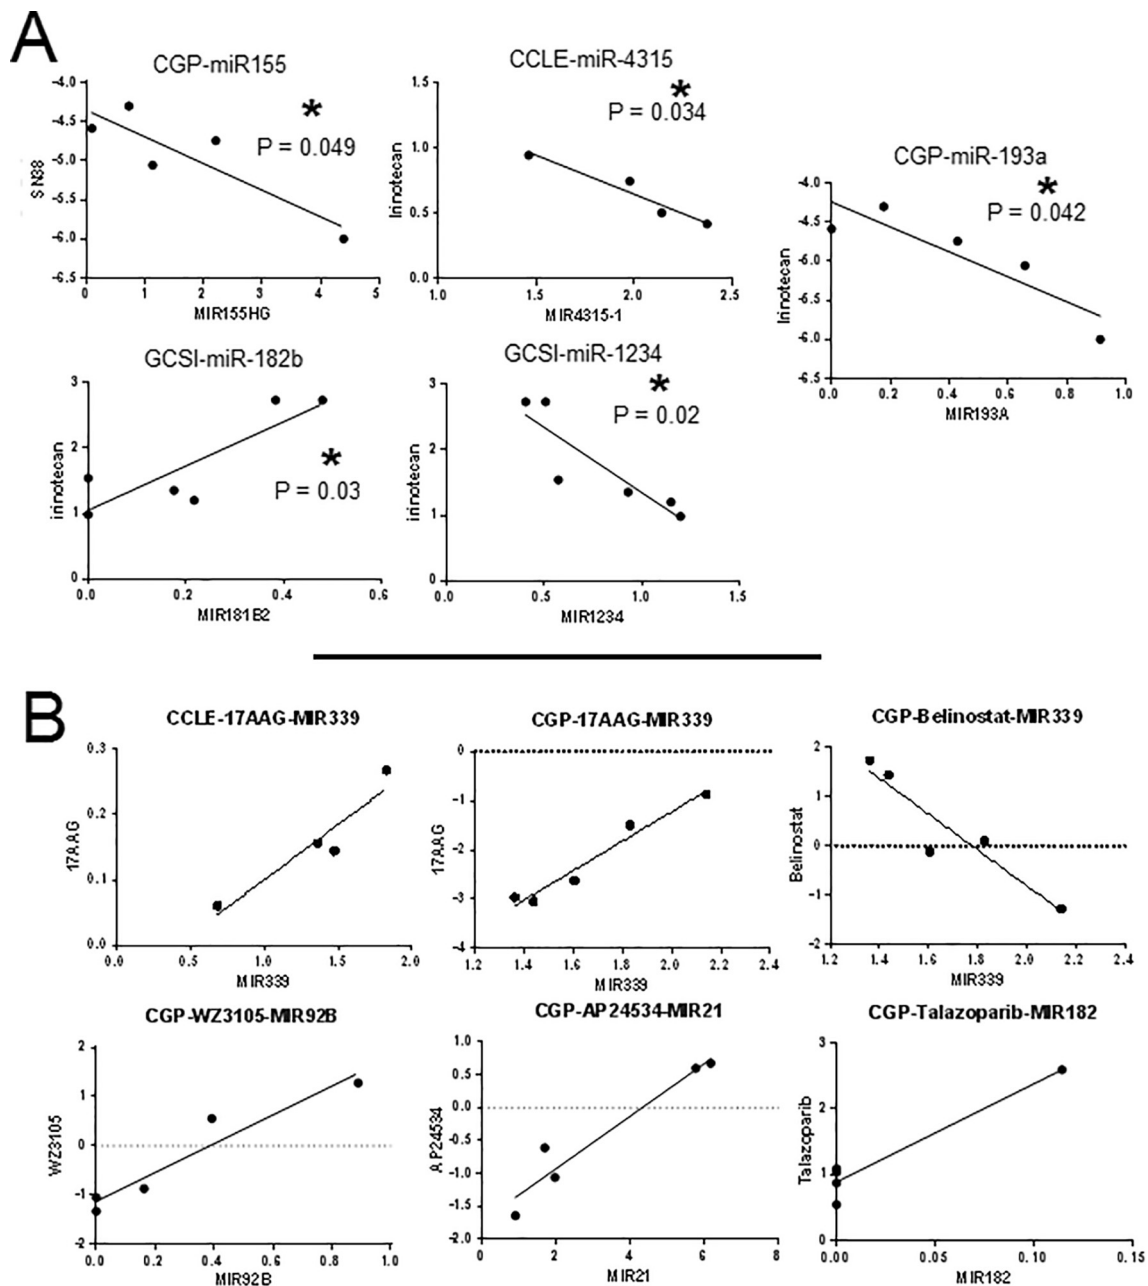 A
CGP-miR155
*
P = 0.049
-4.0
-4.5
-5.0
-5.5
-6.0
-6.5
SN38
0 1 2 3 4 5
MIR155HG
CCLE-miR-4315
*
P = 0.034
1.5
1.0
0.5
0.0
Irinotecan
1.0 1.5 2.0 2.5
MIR4315-1
CGP-miR-193a
*
P = 0.042
-4.0
-4.5
-5.0
-5.5
-6.0
-6.5
Irinotecan
0.0 0.2 0.4 0.6 0.8 1.0
MIR193A
GCSI-miR-182b
*
P = 0.03
3
2
1
0
irinotecan
0.0 0.2 0.4 0.6
MIR181B2
GCSI-miR-1234
*
P = 0.02
3
2
1
0
irinotecan
0.0 0.5 1.0 1.5
MIR1234
B
CCLE-17AAG-MIR339
0.3
0.2
0.1
0.0
17AAG
0.0 0.5 1.0 1.5 2.0
MIR339
CGP-17AAG-MIR339
0
-1
-2
-3
-4
17AAG
1.2 1.4 1.6 1.8 2.0 2.2 2.4
MIR339
CGP-Belinostat-MIR339
2
1
0
-1
-2
Belinostat
1.2 1.4 1.6 1.8 2.0 2.2 2.4
MIR339
CGP-WZ3105-MIR92B
2
1
0
-1
-2
WZ3105
0.0 0.2 0.4 0.6 0.8 1.0
MIR92B
CGP-AP24534-MIR21
1.0
0.5
0.0
-0.5
-1.0
-1.5
-2.0
AP24534
0 2 4 6 8
MIR21
CGP-Talazoparib-MIR182
3
2
1
0
Talazoparib
0.00 0.05 0.10 0.15
MIR182